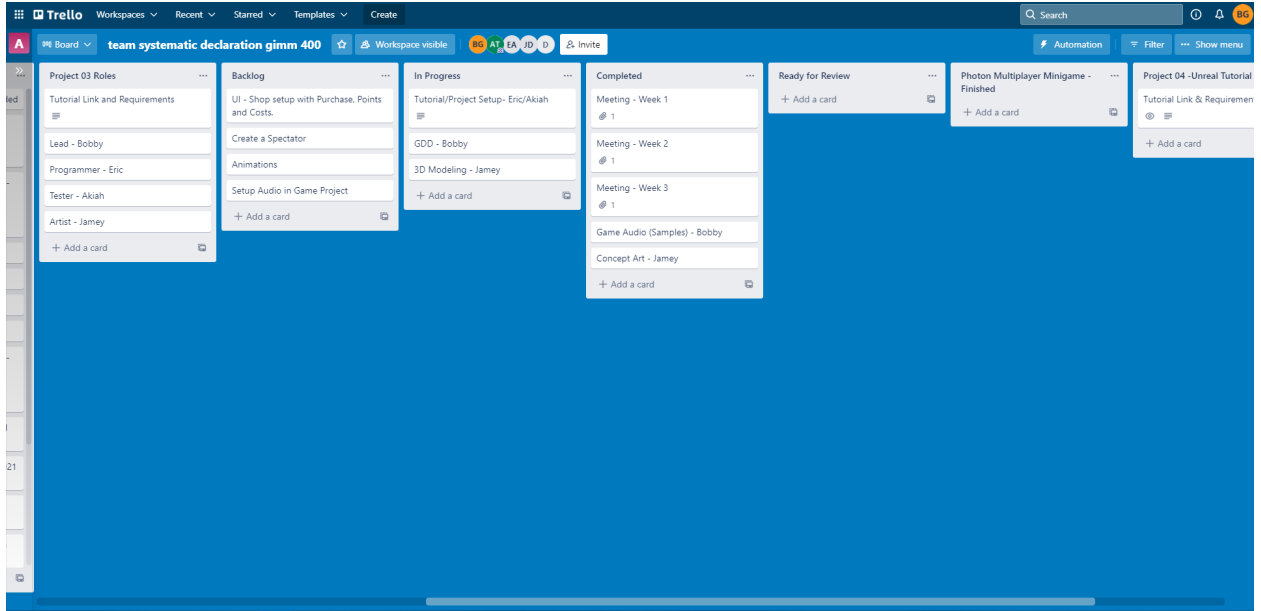 Trello
Workspaces
Recent
Starred
Templates
Create
Search
BG
A
Board
team systematic declaration gimm 400
Workspace visible
BG
AT
EA
JD
D
Invite
Automation
Filter
Show menu
led
21
Project 03 Roles
Tutorial Link and Requirements
Lead - Bobby
Programmer - Eric
Tester - Akiah
Artist - Jamey
+ Add a card
Backlog
UI - Shop setup with Purchase, Points
and Costs.
Create a Spectator
Animations
Setup Audio in Game Project
+ Add a card
In Progress
Tutorial/Project Setup- Eric/Akiah
GDD - Bobby
3D Modeling - Jamey
+ Add a card
Completed
Meeting - Week 1
1
Meeting - Week 2
1
Meeting - Week 3
1
Game Audio (Samples) - Bobby
Concept Art - Jamey
+ Add a card
Ready for Review
+ Add a card
Photon Multiplayer Minigame -
Finished
+ Add a card
Project 04 -Unreal Tutorial
Tutorial Link & Requiremen
+ Add a card